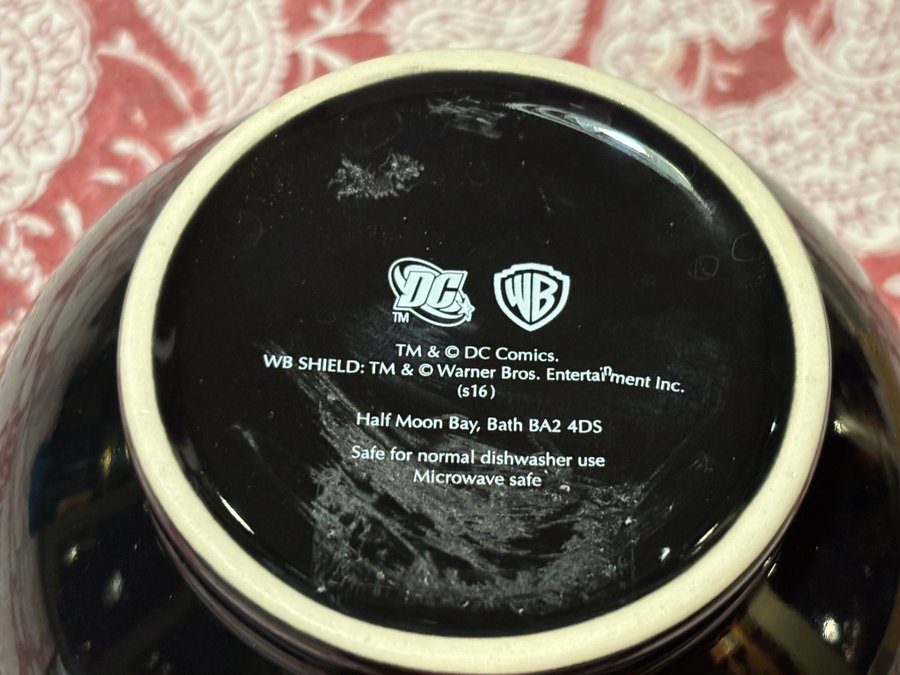 DC WB
TM
TM & © DC Comics.
WB SHIELD: TM & © Warner Bros. Entertainment Inc.
(s16)
Half Moon Bay, Bath BA2 4DS
Safe for normal dishwasher use
Microwave safe